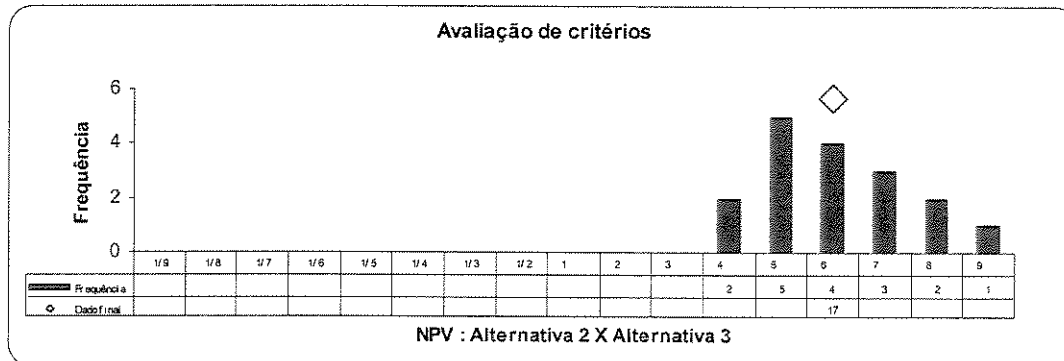 Avaliação de critérios
Frequência
6
4
2
0
1/9 1/8 1/7 1/6 1/5 1/4 1/3 1/2 1 2 3 4 5 6 7 8 9
Frequência 2 5 4 3 2 1
Dado final 17
NPV : Alternativa 2 X Alternativa 3